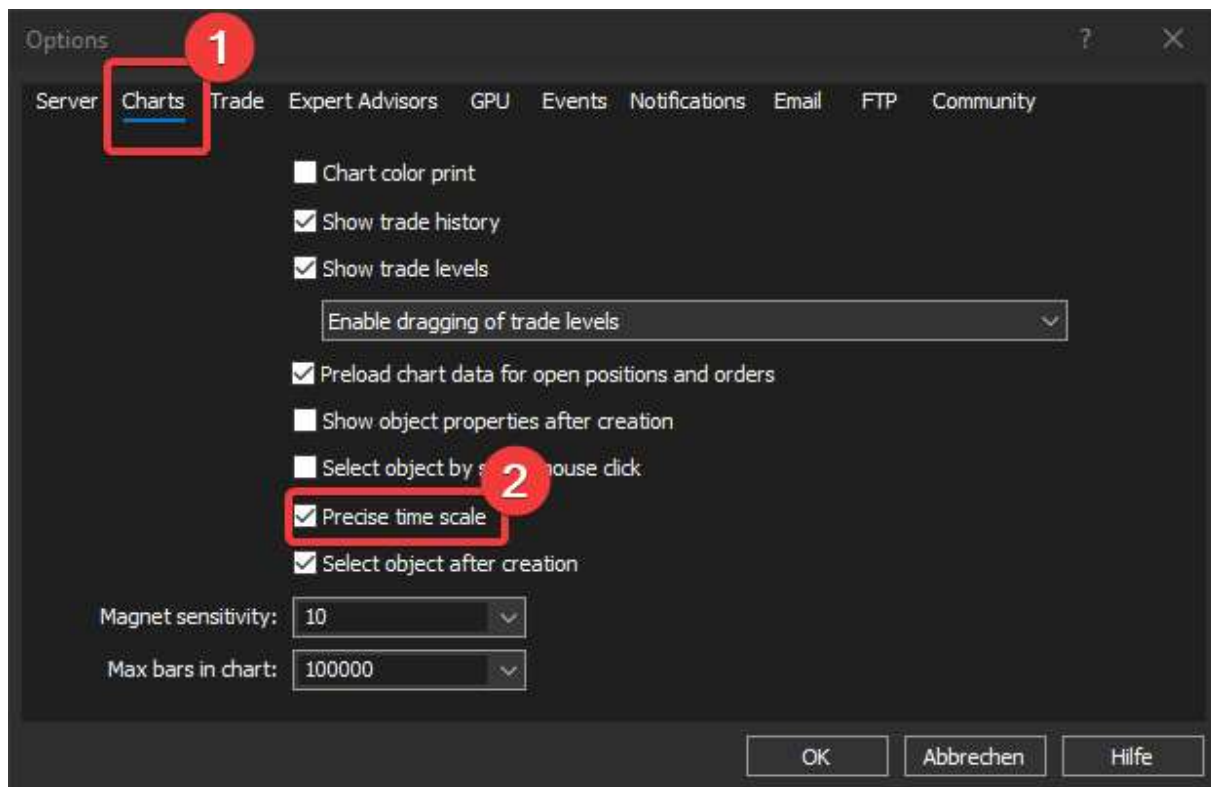 Options
1
?
Server Charts Trade Expert Advisors GPU Events Notifications Email FTP Community
Chart color print
Show trade history
Show trade levels
Enable dragging of trade levels
Preload chart data for open positions and orders
Show object properties after creation
Select object by mouse click
2
Precise time scale
Select object after creation
Magnet sensitivity: 10
Max bars in chart: 100000
OK Abbrechen Hilfe